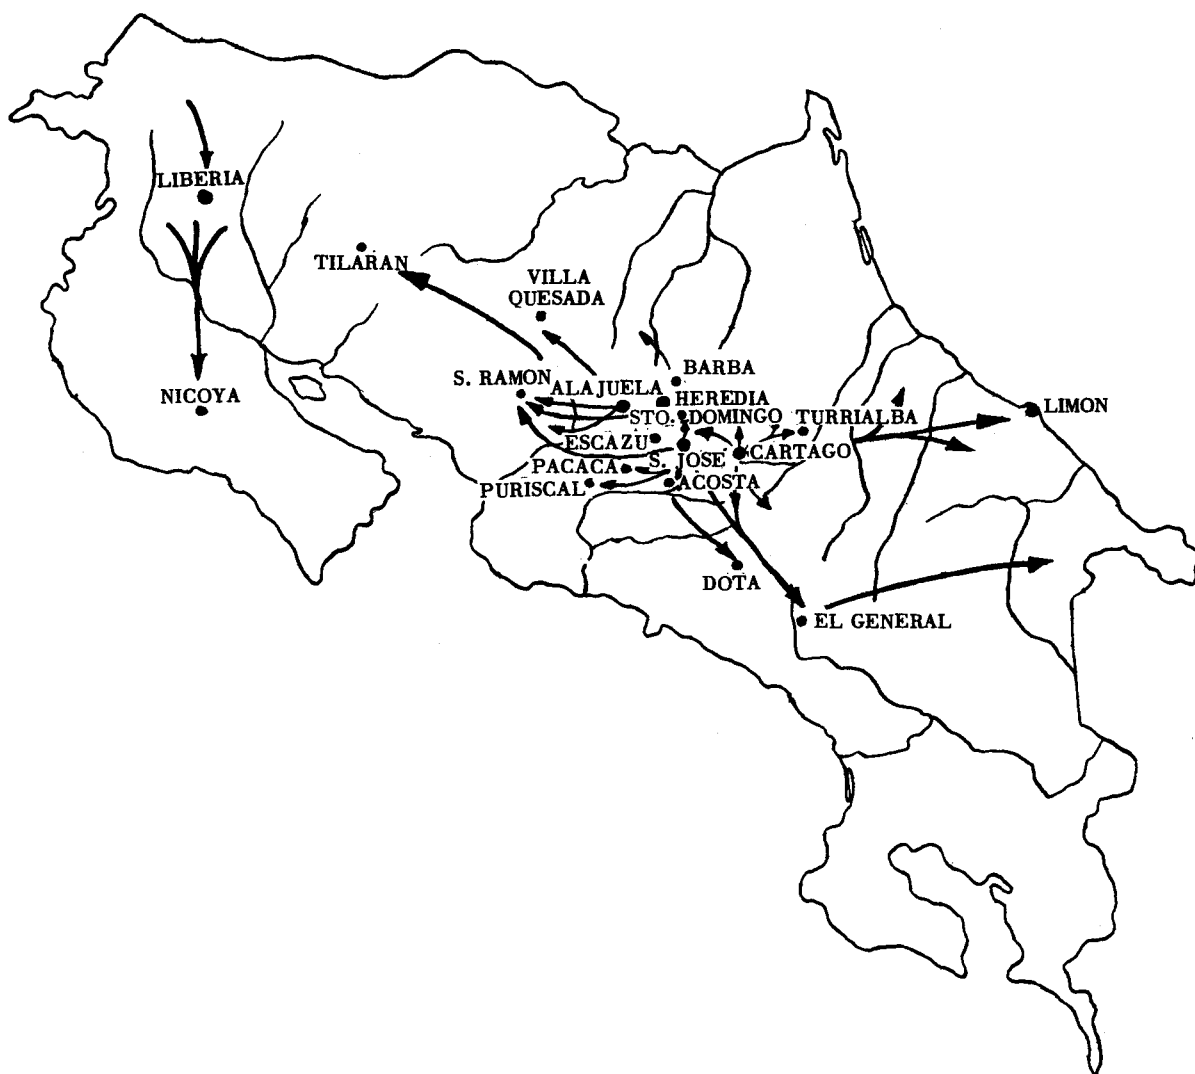 LIBERIA
TILARAN
VILLA
QUESADA
NICOYA
S. RAMON
ALAJUELA
BARBA
HEREDIA
STO. DOMINGO
TURRIALBA
LIMON
ESCAZU
S. JOSE
CARTAGO
PACACA
PURISCAL
ACOSTA
DOTA
EL GENERAL